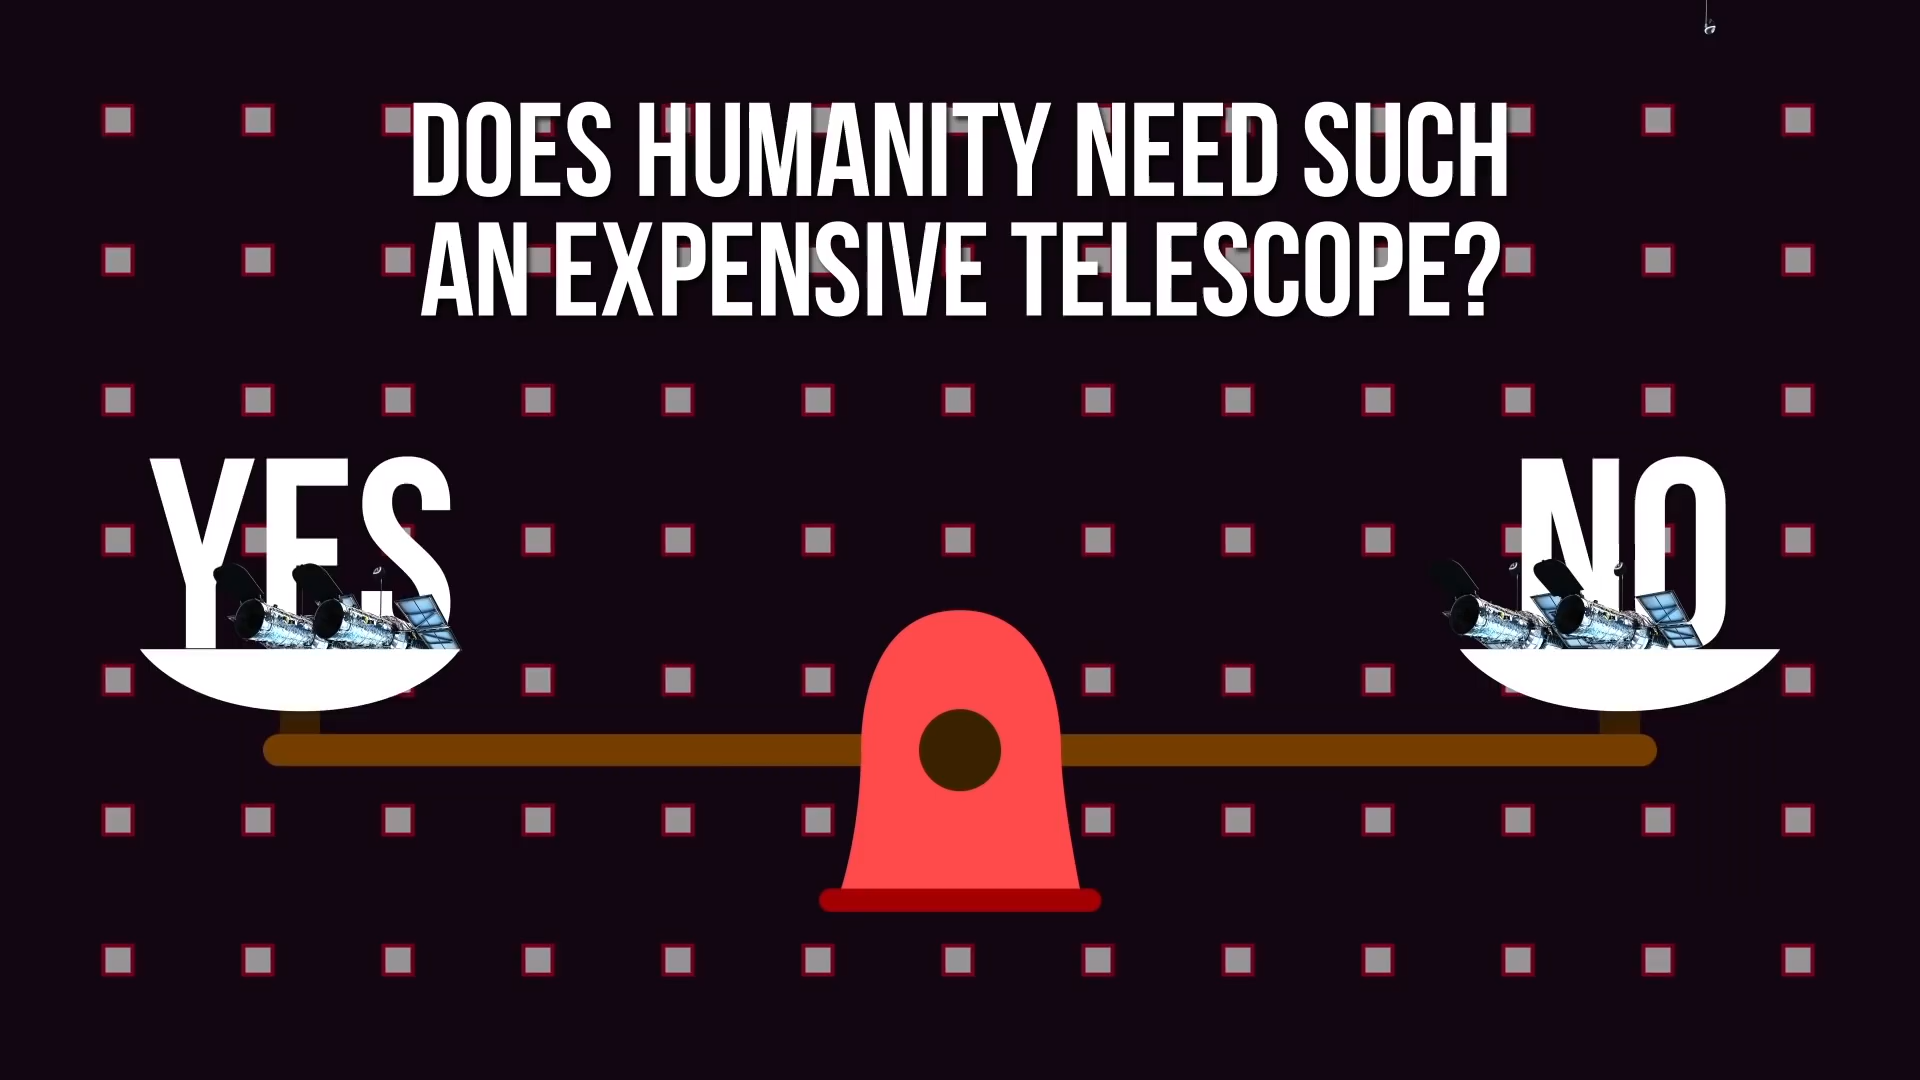 DOES HUMANITY NEED SUCH
AN EXPENSIVE TELESCOPE?
YES
NO